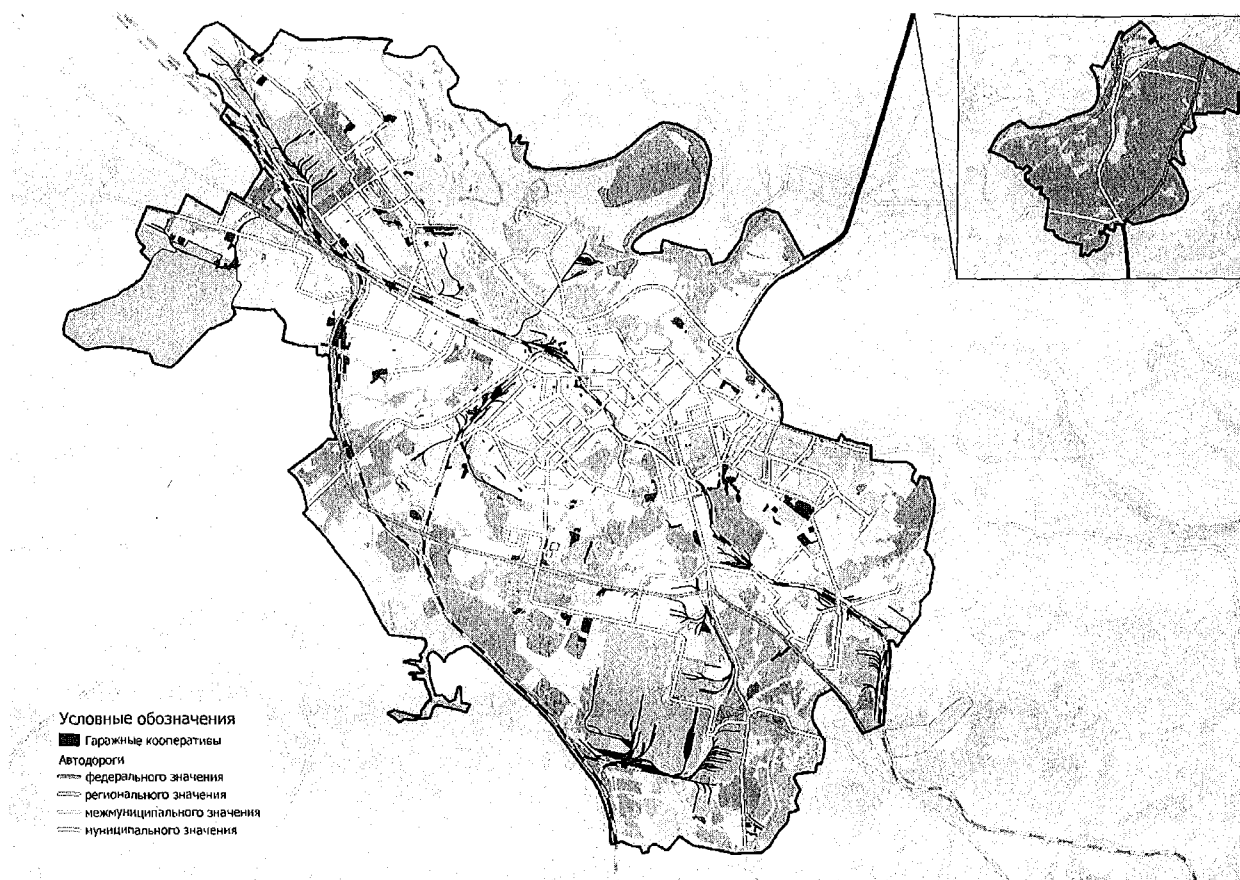 Условные обозначения
Гаражные кооперативы
Автодороги
федерального значения
регионального значения
межмуниципального значения
муниципального значения